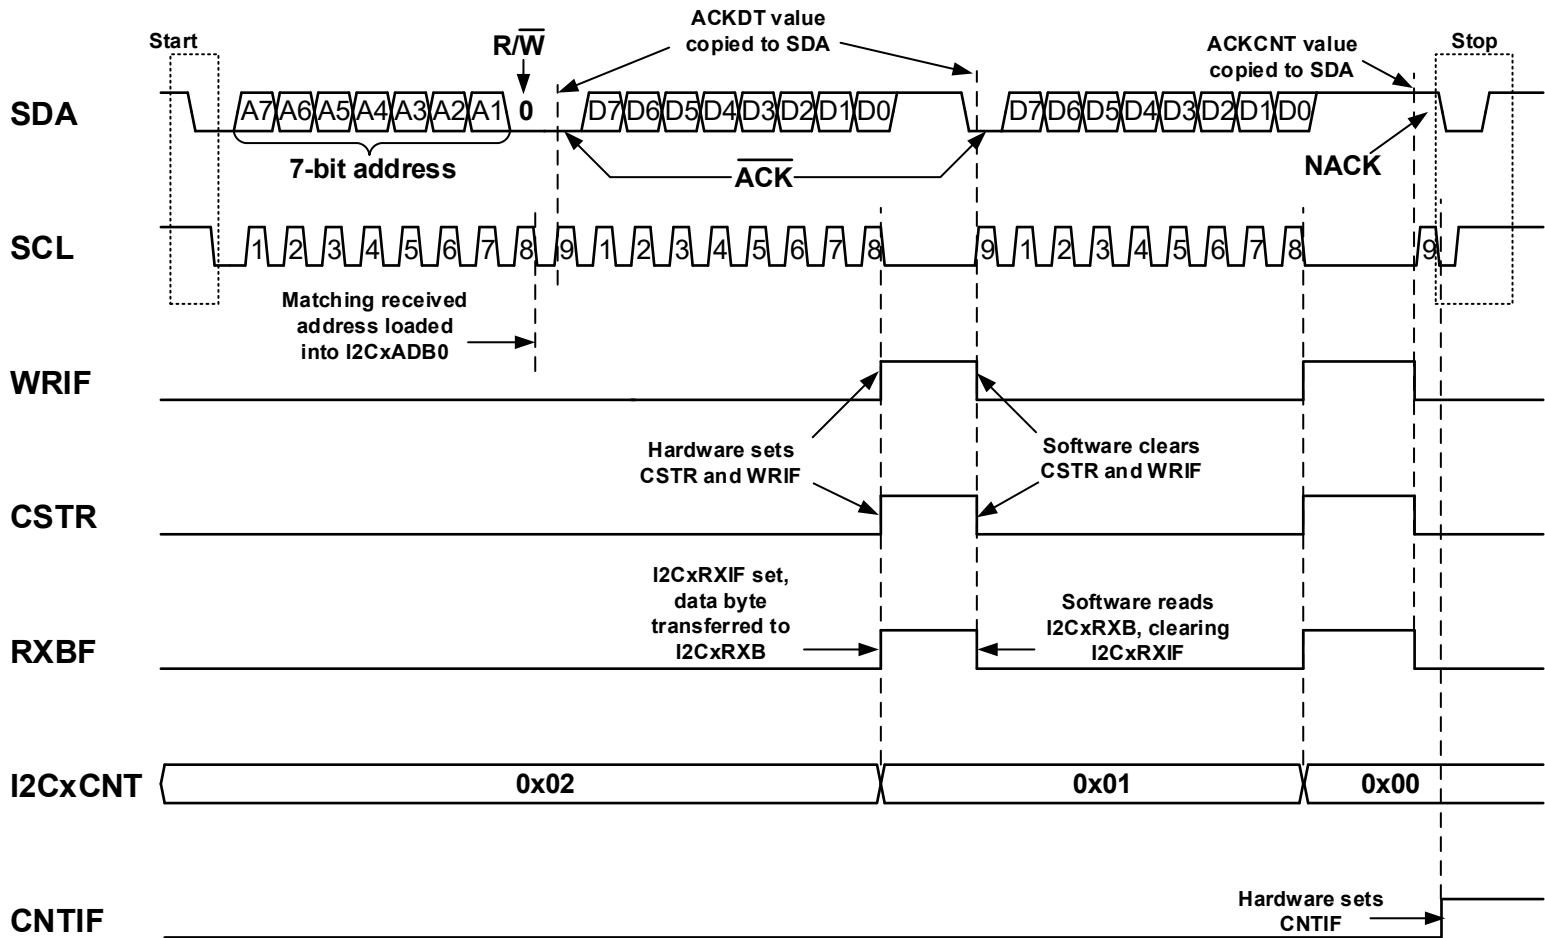 ACKDT value
copied to SDA
Start
R/W
ACKCNT value
copied to SDA
Stop
SDA
A7 A6 A5 A4 A3 A2 A1 0 D7 D6 D5 D4 D3 D2 D1 D0 D7 D6 D5 D4 D3 D2 D1 D0
7-bit address
ACK
NACK
SCL
1 2 3 4 5 6 7 8 9 1 2 3 4 5 6 7 8 9 1 2 3 4 5 6 7 8 9
Matching received
address loaded
into I2CxADB0
WRIF
Hardware sets
CSTR and WRIF
Software clears
CSTR and WRIF
CSTR
I2CxRXIF set,
data byte
transferred to
I2CxRXB
Software reads
I2CxRXB, clearing
I2CxRXIF
RXBF
I2CxCNT
0x02 0x01 0x00
Hardware sets
CNTIF
CNTIF